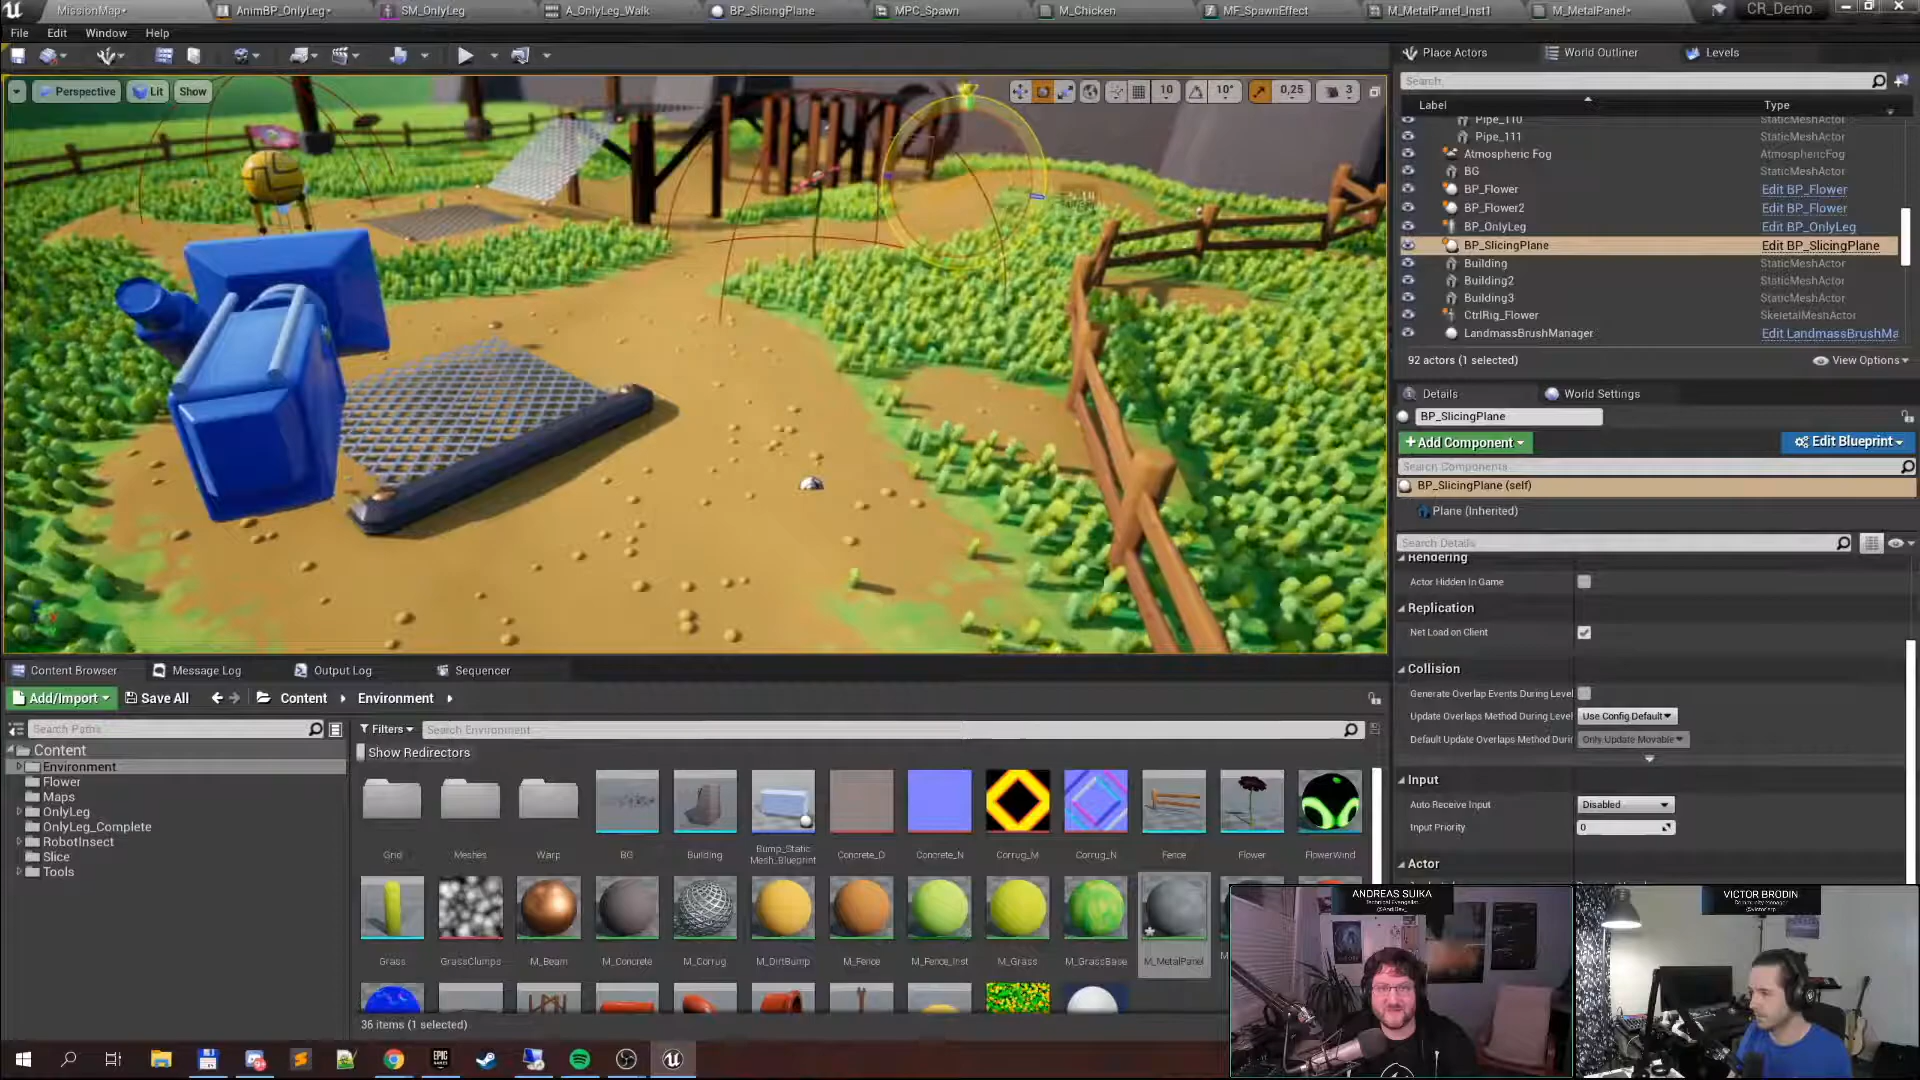 MissionMap•
AnimBP_OnlyLeg•
SM_OnlyLeg
A_OnlyLeg_Walk
BP_SlicingPlane
MPC_Spawn
M_Chicken
MF_SpawnEffect
M_MetalPanel_Inst1
M_MetalPanel•
CR_Demo
File
Edit
Window
Help
Perspective
Lit
Show
10
10°
0,25
3
Place Actors
World Outliner
Levels
Search
Label
Type
Pipe_110
StaticMeshActor
Pipe_111
StaticMeshActor
Atmospheric Fog
AtmosphericFog
BG
StaticMeshActor
BP_Flower
Edit BP_Flower
BP_Flower2
Edit BP_Flower
BP_OnlyLeg
Edit BP_OnlyLeg
BP_SlicingPlane
Edit BP_SlicingPlane
Building
StaticMeshActor
Building2
StaticMeshActor
Building3
StaticMeshActor
CtrlRig_Flower
SkeletalMeshActor
LandmassBrushManager
Edit LandmassBrushMa
92 actors (1 selected)
View Options
Details
World Settings
BP_SlicingPlane
+Add Component
Edit Blueprint
Search Components
BP_SlicingPlane (self)
Plane (Inherited)
Search Details
Rendering
Actor Hidden In Game
Replication
Net Load on Client
Collision
Generate Overlap Events During Level
Update Overlaps Method During Level
Use Config Default
Default Update Overlaps Method Durin
Only Update Movable
Input
Auto Receive Input
Disabled
Input Priority
0
Actor
Content Browser
Message Log
Output Log
Sequencer
Add/Import
Save All
Content
Environment
Search Paths
Filters
Search Environment
Show Redirectors
Content
Environment
Flower
Maps
OnlyLeg
OnlyLeg_Complete
RobotInsect
Slice
Tools
Grid
Meshes
Warp
BG
Building
Bump_Static
Mesh_Blueprint
Concrete_D
Concrete_N
Corrug_M
Corrug_N
Fence
Flower
FlowerWind
Grass
GrassClumps
M_Beam
M_Concrete
M_Corrug
M_DirtBump
M_Fence
M_Fence_Inst
M_Grass
M_GrassBase
M_MetalPanel
36 items (1 selected)
ANDREAS SUIKA
Technical Evangelist
VICTOR BRODIN
Community Manager
EPIC
GAMES